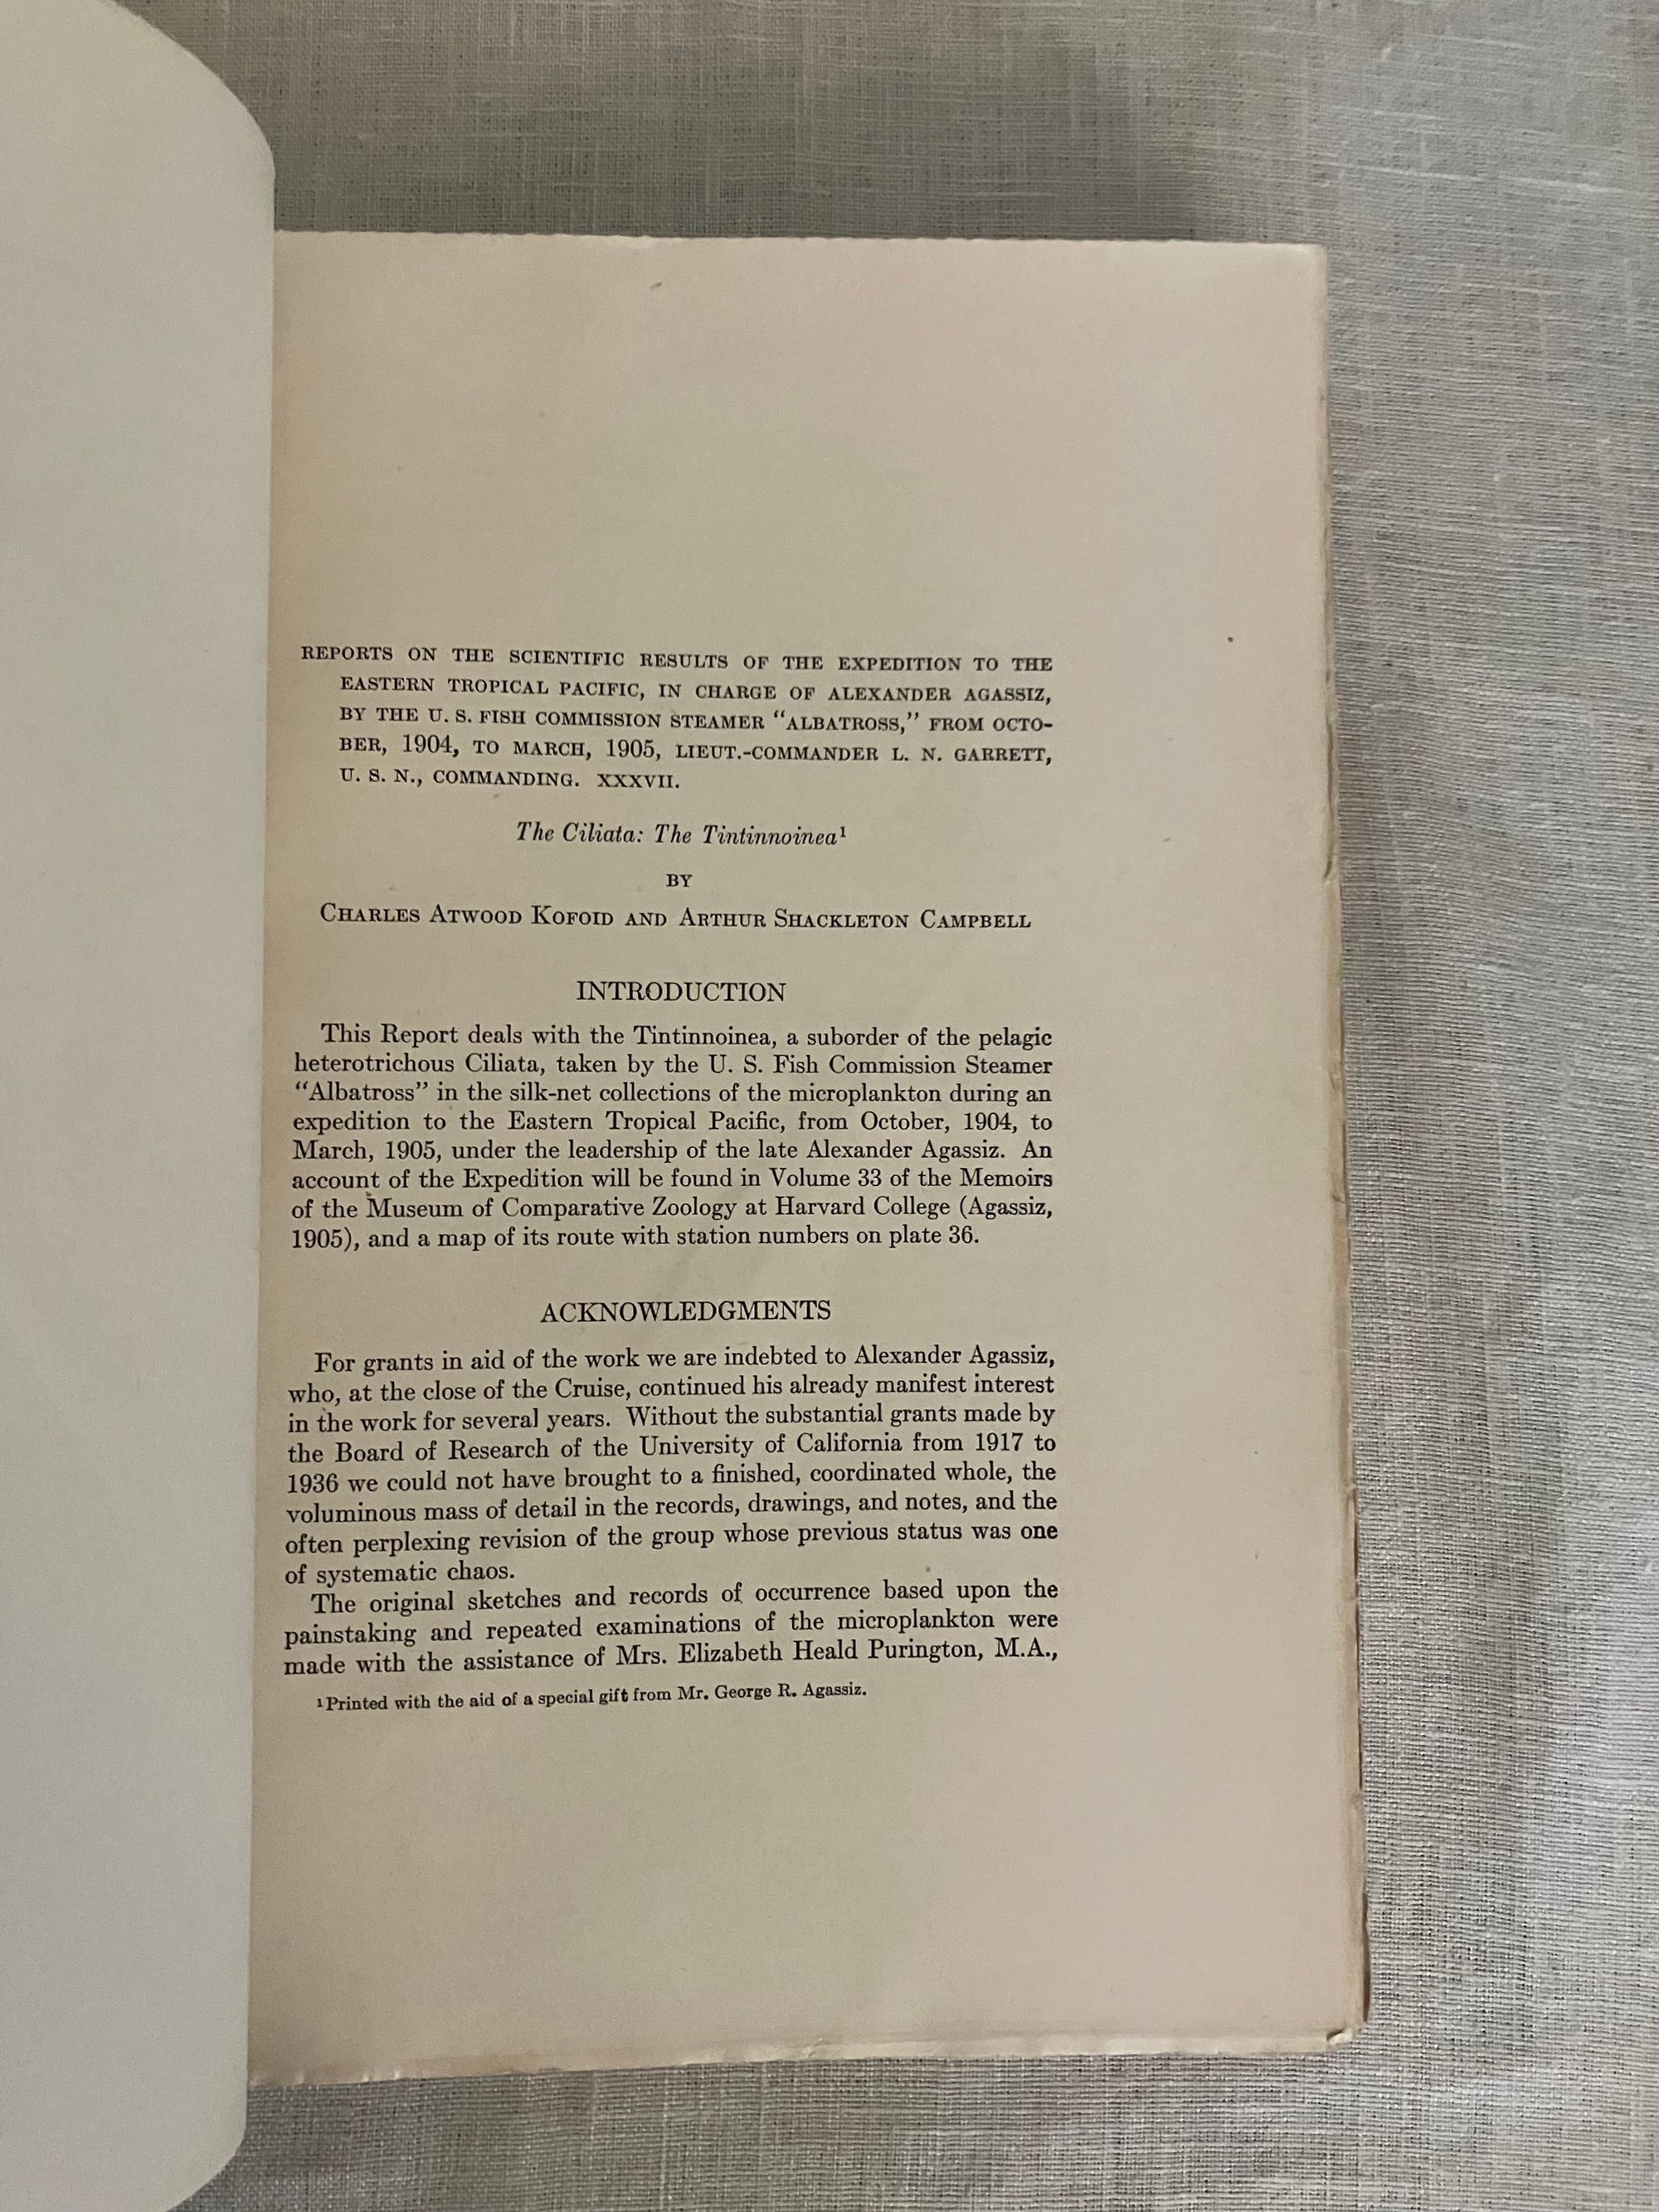 REPORTS ON THE SCIENTIFIC RESULTS OF THE EXPEDITION TO THE
EASTERN TROPICAL PACIFIC, IN CHARGE OF ALEXANDER AGASSIZ,
BY THE U. S. FISH COMMISSION STEAMER “ALBATROSS,” FROM OCTO-
BER, 1904, TO MARCH, 1905, LIEUT.-COMMANDER L. N. GARRETT,
U. S. N., COMMANDING. XXXVII.
The Ciliata: The Tintinnoinea¹
BY
CHARLES ATWOOD KOFOID AND ARTHUR SHACKLETON CAMPBELL
INTRODUCTION
This Report deals with the Tintinnoinea, a suborder of the pelagic
heterotrichous Ciliata, taken by the U. S. Fish Commission Steamer
“Albatross” in the silk-net collections of the microplankton during an
expedition to the Eastern Tropical Pacific, from October, 1904, to
March, 1905, under the leadership of the late Alexander Agassiz. An
account of the Expedition will be found in Volume 33 of the Memoirs
of the Museum of Comparative Zoology at Harvard College (Agassiz,
1905), and a map of its route with station numbers on plate 36.
ACKNOWLEDGMENTS
For grants in aid of the work we are indebted to Alexander Agassiz,
who, at the close of the Cruise, continued his already manifest interest
in the work for several years. Without the substantial grants made by
the Board of Research of the University of California from 1917 to
1936 we could not have brought to a finished, coordinated whole, the
voluminous mass of detail in the records, drawings, and notes, and the
often perplexing revision of the group whose previous status was one
of systematic chaos.
The original sketches and records of occurrence based upon the
painstaking and repeated examinations of the microplankton were
made with the assistance of Mrs. Elizabeth Heald Purington, M.A.,
¹ Printed with the aid of a special gift from Mr. George R. Agassiz.